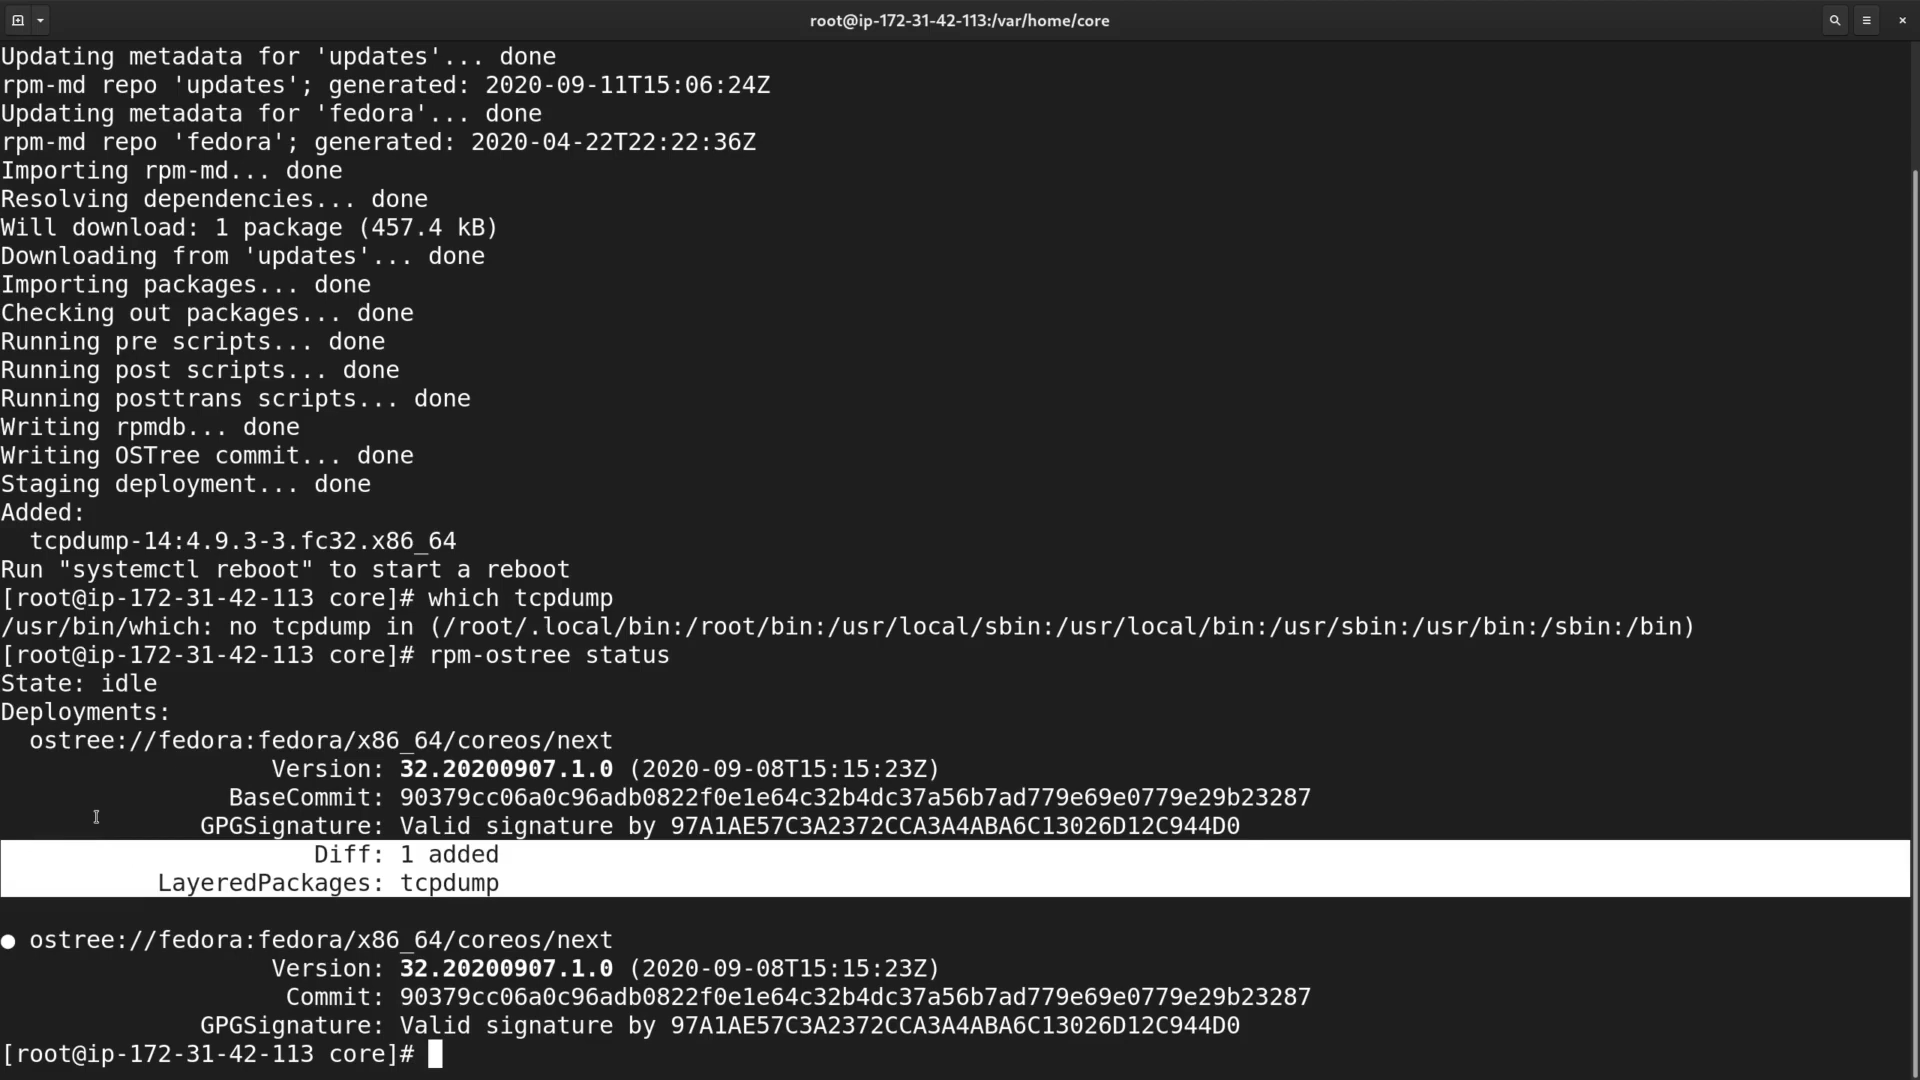 root@ip-172-31-42-113:/var/home/core
Updating metadata for 'updates'... done
rpm-md repo 'updates'; generated: 2020-09-11T15:06:24Z
Updating metadata for 'fedora'... done
rpm-md repo 'fedora'; generated: 2020-04-22T22:22:36Z
Importing rpm-md... done
Resolving dependencies... done
Will download: 1 package (457.4 kB)
Downloading from 'updates'... done
Importing packages... done
Checking out packages... done
Running pre scripts... done
Running post scripts... done
Running posttrans scripts... done
Writing rpmdb... done
Writing OSTree commit... done
Staging deployment... done
Added:
  tcpdump-14:4.9.3-3.fc32.x86_64
Run "systemctl reboot" to start a reboot
[root@ip-172-31-42-113 core]# which tcpdump
/usr/bin/which: no tcpdump in (/root/.local/bin:/root/bin:/usr/local/sbin:/usr/local/bin:/usr/sbin:/usr/bin:/sbin:/bin)
[root@ip-172-31-42-113 core]# rpm-ostree status
State: idle
Deployments:
  ostree://fedora:fedora/x86_64/coreos/next
                   Version: 32.20200907.1.0 (2020-09-08T15:15:23Z)
                BaseCommit: 90379cc06a0c96adb0822f0e1e64c32b4dc37a56b7ad779e69e0779e29b23287
              GPGSignature: Valid signature by 97A1AE57C3A2372CCA3A4ABA6C13026D12C944D0
                      Diff: 1 added
           LayeredPackages: tcpdump
● ostree://fedora:fedora/x86_64/coreos/next
                   Version: 32.20200907.1.0 (2020-09-08T15:15:23Z)
                    Commit: 90379cc06a0c96adb0822f0e1e64c32b4dc37a56b7ad779e69e0779e29b23287
              GPGSignature: Valid signature by 97A1AE57C3A2372CCA3A4ABA6C13026D12C944D0
[root@ip-172-31-42-113 core]#